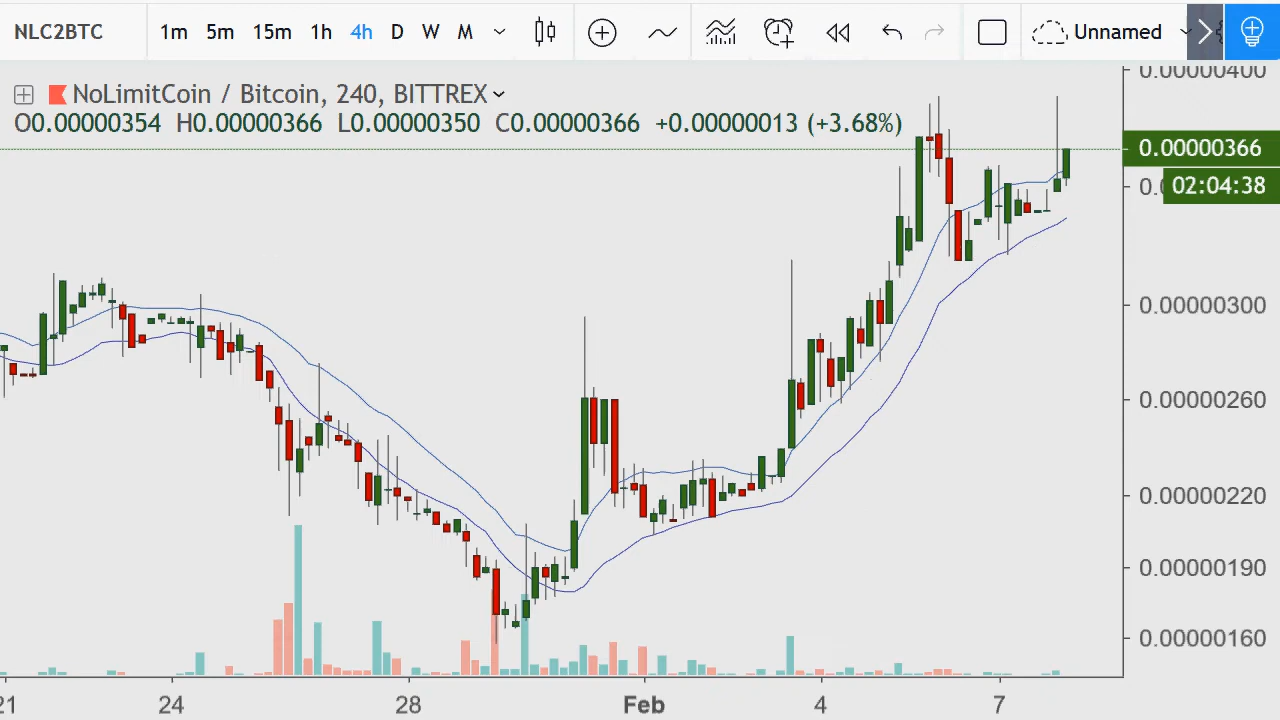 NLC2BTC 1m 5m 15m 1h 4h D W M Unnamed
NoLimitCoin / Bitcoin, 240, BITTREX
O0.00000354 H0.00000366 L0.00000350 C0.00000366 +0.00000013 (+3.68%)
0.00000400
0.00000366
02:04:38
0.00000300
0.00000260
0.00000220
0.00000190
0.00000160
21 24 28 Feb 4 7